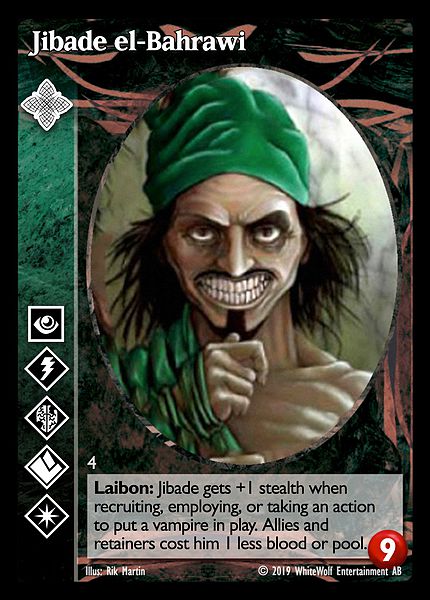 Jibade el-Bahrawi
4
Laibon: Jibade gets +1 stealth when
recruiting, employing, or taking an action
to put a vampire in play. Allies and
retainers cost him 1 less blood or pool.
9
Illus: Rik Martin © 2019 WhiteWolf Entertainment AB